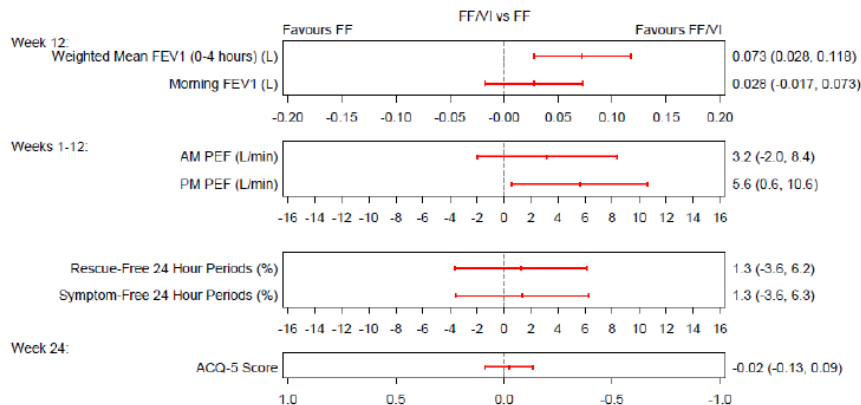 FF/VI vs FF
Favours FF Favours FF/VI
Week 12:
Weighted Mean FEV1 (0-4 hours) (L) 0.073 (0.028, 0.118)
Morning FEV1 (L) 0.028 (-0.017, 0.073)
-0.20 -0.15 -0.10 -0.05 -0.00 0.05 0.10 0.15 0.20
Weeks 1-12:
AM PEF (L/min) 3.2 (-2.0, 8.4)
PM PEF (L/min) 5.6 (0.6, 10.6)
-16 -14 -12 -10 -8 -6 -4 -2 0 2 4 6 8 10 12 14 16
Rescue-Free 24 Hour Periods (%) 1.3 (-3.6, 6.2)
Symptom-Free 24 Hour Periods (%) 1.3 (-3.6, 6.3)
-16 -14 -12 -10 -8 -6 -4 -2 0 2 4 6 8 10 12 14 16
Week 24:
ACQ-5 Score -0.02 (-0.13, 0.09)
1.0 0.5 0.0 -0.5 -1.0